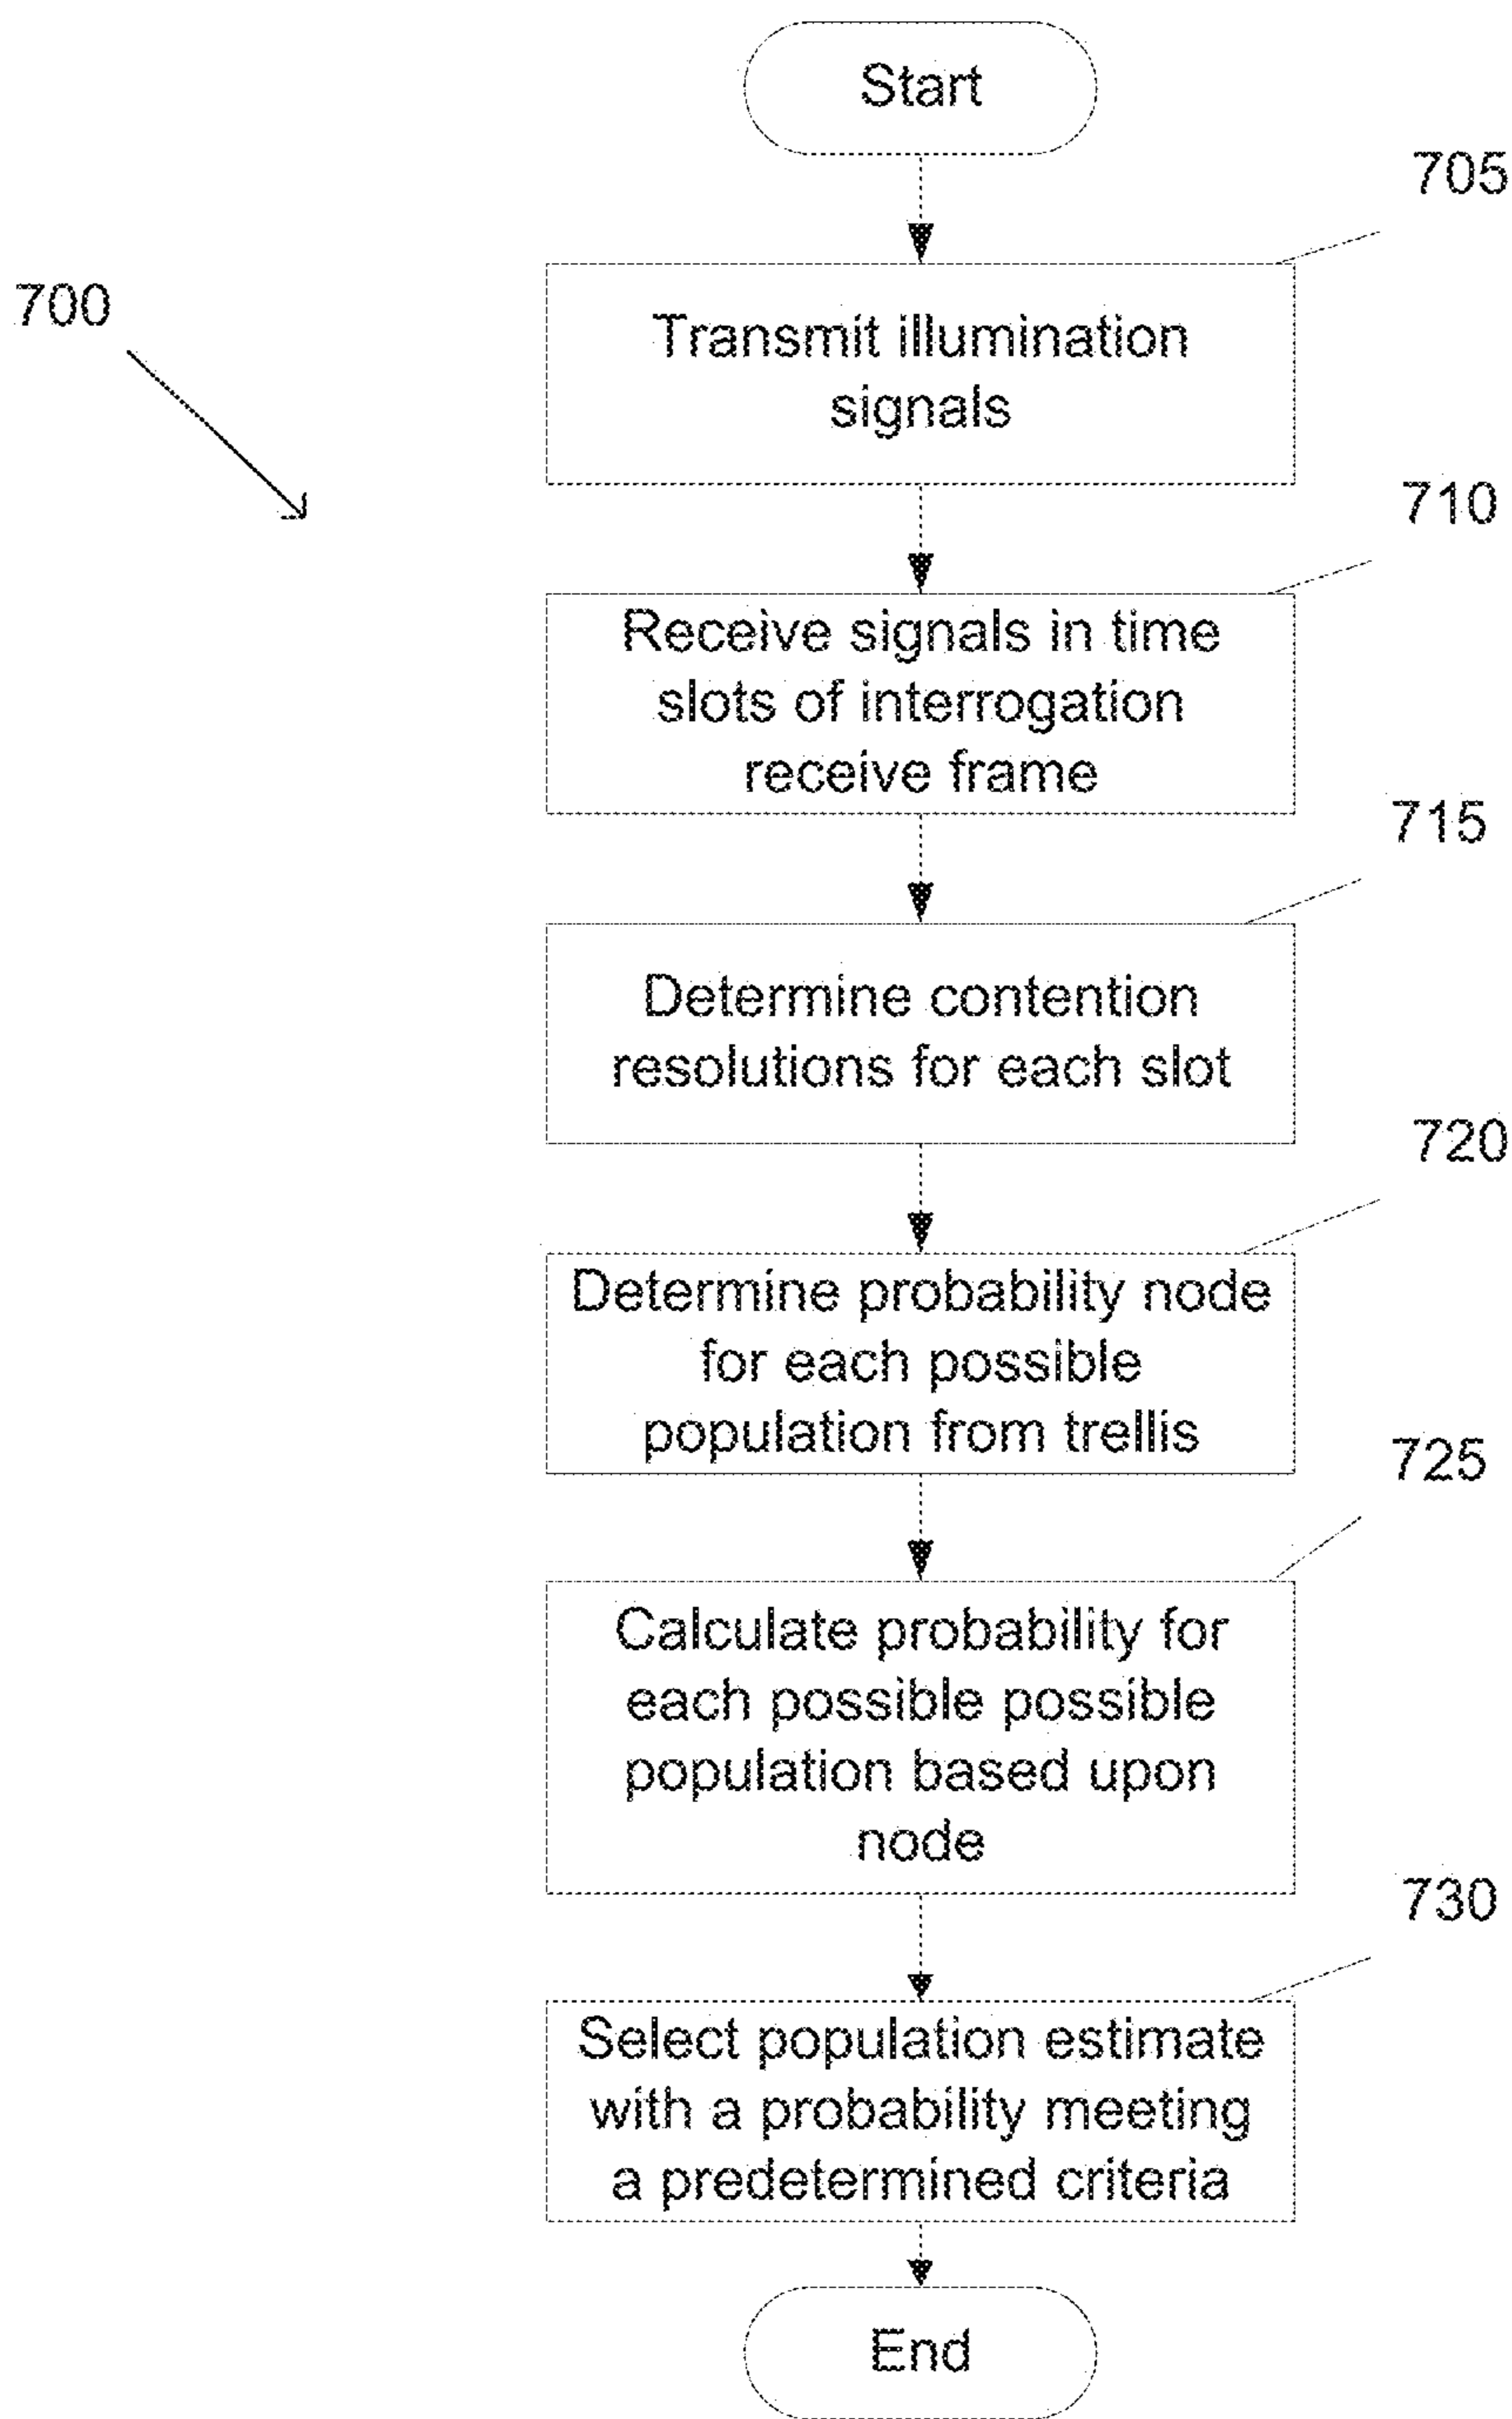 Start
705
700
Transmit illumination
signals
710
Receive signals in time
slots of interrogation
receive frame
715
Determine contention
resolutions for each slot
720
Determine probability node
for each possible
population from trellis
725
Calculate probability for
each possible possible
population based upon
node
730
Select population estimate
with a probability meeting
a predetermined criteria
End